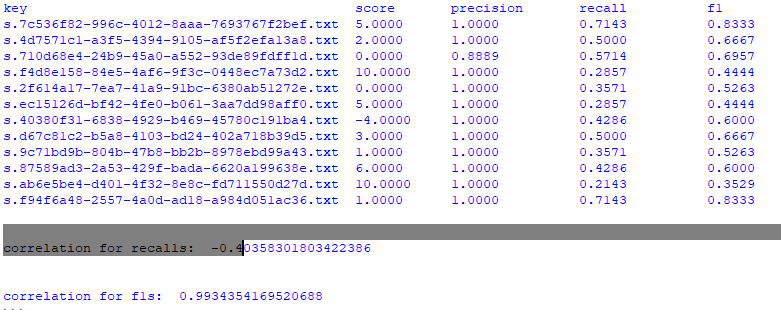 key score precision recall f1
s.7c536f82-996c-4012-8aaa-7693767f2bef.txt 5.0000 1.0000 0.7143 0.8333
s.4d7571c1-a3f5-4394-9105-af5f2efa13a8.txt 2.0000 1.0000 0.5000 0.6667
s.710d68e4-24b9-45a0-a552-93de89fdff1d.txt 0.0000 0.8889 0.5714 0.6957
s.f4d8e158-84e5-4af6-9f3c-0448ec7a73d2.txt 10.0000 1.0000 0.2857 0.4444
s.2f614a17-7ea7-41a9-91bc-6380ab51272e.txt 0.0000 1.0000 0.3571 0.5263
s.ec15126d-bf42-4fe0-b061-3aa7dd98aff0.txt 5.0000 1.0000 0.2857 0.4444
s.40380f31-6838-4929-b469-45780c191ba4.txt -4.0000 1.0000 0.4286 0.6000
s.d67c81c2-b5a8-4103-bd24-402a718b39d5.txt 3.0000 1.0000 0.5000 0.6667
s.9c71bd9b-804b-47b8-bb2b-8978ebd99a43.txt 1.0000 1.0000 0.3571 0.5263
s.87589ad3-2a53-429f-bada-6620a199638e.txt 6.0000 1.0000 0.4286 0.6000
s.ab6e5be4-d401-4f32-8e8c-fd711550d27d.txt 10.0000 1.0000 0.2143 0.3529
s.f94f6a48-2557-4a0d-ad18-a984d051ac36.txt 1.0000 1.0000 0.7143 0.8333
correlation for recalls: -0.40358301803422386
correlation for f1s: 0.9934354169520688